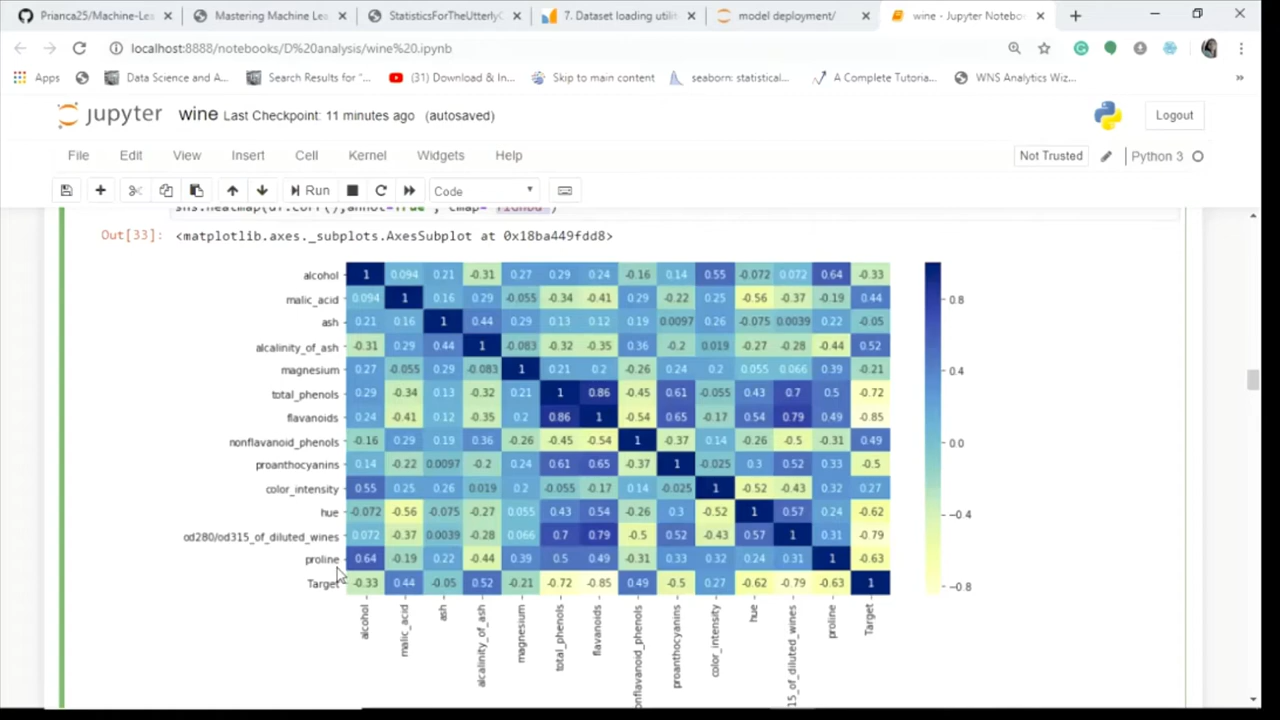 Prianca25/Machine-Lea
Mastering Machine Lea
StatisticsForTheUtterlyC
7. Dataset loading utilit
model deployment/
wine - Jupyter Notebo
localhost:8888/notebooks/D%20analysis/wine%20.ipynb
Apps
Data Science and A...
Search Results for "...
(31) Download & In...
Skip to main content
seaborn: statistical...
A Complete Tutoria...
WNS Analytics Wiz...
»
jupyter wine Last Checkpoint: 11 minutes ago (autosaved)
Logout
File Edit View Insert Cell Kernel Widgets Help
Not Trusted
Python 3
Run
Code
sns.heatmap(df.corr(),annot=True , cmap=
Out[33]: <matplotlib.axes._subplots.AxesSubplot at 0x18ba449fdd8>
alcohol 1 0.094 0.21 -0.31 0.27 0.29 0.24 -0.16 0.14 0.55 -0.072 0.072 0.64 -0.33
malic_acid 0.094 1 0.16 0.29 -0.055 -0.34 -0.41 0.29 -0.22 0.25 -0.56 -0.37 -0.19 0.44
ash 0.21 0.16 1 0.44 0.29 0.13 0.12 0.19 0.0097 0.26 -0.075 0.0039 0.22 -0.05
alcalinity_of_ash -0.31 0.29 0.44 1 -0.083 -0.32 -0.35 0.36 -0.2 0.019 -0.27 -0.28 -0.44 0.52
magnesium 0.27 -0.055 0.29 -0.083 1 0.21 0.2 -0.26 0.24 0.2 0.055 0.066 0.39 -0.21
total_phenols 0.29 -0.34 0.13 -0.32 0.21 1 0.86 -0.45 0.61 -0.055 0.43 0.7 0.5 -0.72
flavanoids 0.24 -0.41 0.12 -0.35 0.2 0.86 1 -0.54 0.65 -0.17 0.54 0.79 0.49 -0.85
nonflavanoid_phenols -0.16 0.29 0.19 0.36 -0.26 -0.45 -0.54 1 -0.37 0.14 -0.26 -0.5 -0.31 0.49
proanthocyanins 0.14 -0.22 0.0097 -0.2 0.24 0.61 0.65 -0.37 1 -0.025 0.3 0.52 0.33 -0.5
color_intensity 0.55 0.25 0.26 0.019 0.2 -0.055 -0.17 0.14 -0.025 1 -0.52 -0.43 0.32 0.27
hue -0.072 -0.56 -0.075 -0.27 0.055 0.43 0.54 -0.26 0.3 -0.52 1 0.57 0.24 -0.62
od280/od315_of_diluted_wines 0.072 -0.37 0.0039 -0.28 0.066 0.7 0.79 -0.5 0.52 -0.43 0.57 1 0.31 -0.79
proline 0.64 -0.19 0.22 -0.44 0.39 0.5 0.49 -0.31 0.33 0.32 0.24 0.31 1 -0.63
Target -0.33 0.44 -0.05 0.52 -0.21 -0.72 -0.85 0.49 -0.5 0.27 -0.62 -0.79 -0.63 1
0.8
0.4
0.0
−0.4
−0.8
alcohol
malic_acid
ash
alcalinity_of_ash
magnesium
total_phenols
flavanoids
onflavanoid_phenols
proanthocyanins
color_intensity
hue
15_of_diluted_wines
proline
Target